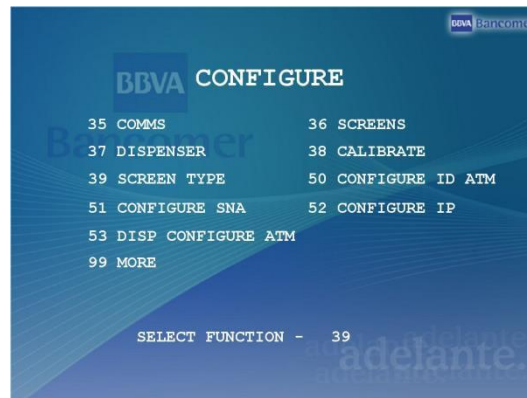 BBVA Bancomer
BBVA CONFIGURE
Bancomer
35 COMMS 36 SCREENS
37 DISPENSER 38 CALIBRATE
39 SCREEN TYPE 50 CONFIGURE ID ATM
51 CONFIGURE SNA 52 CONFIGURE IP
53 DISP CONFIGURE ATM
99 MORE
SELECT FUNCTION - 39
adelante.